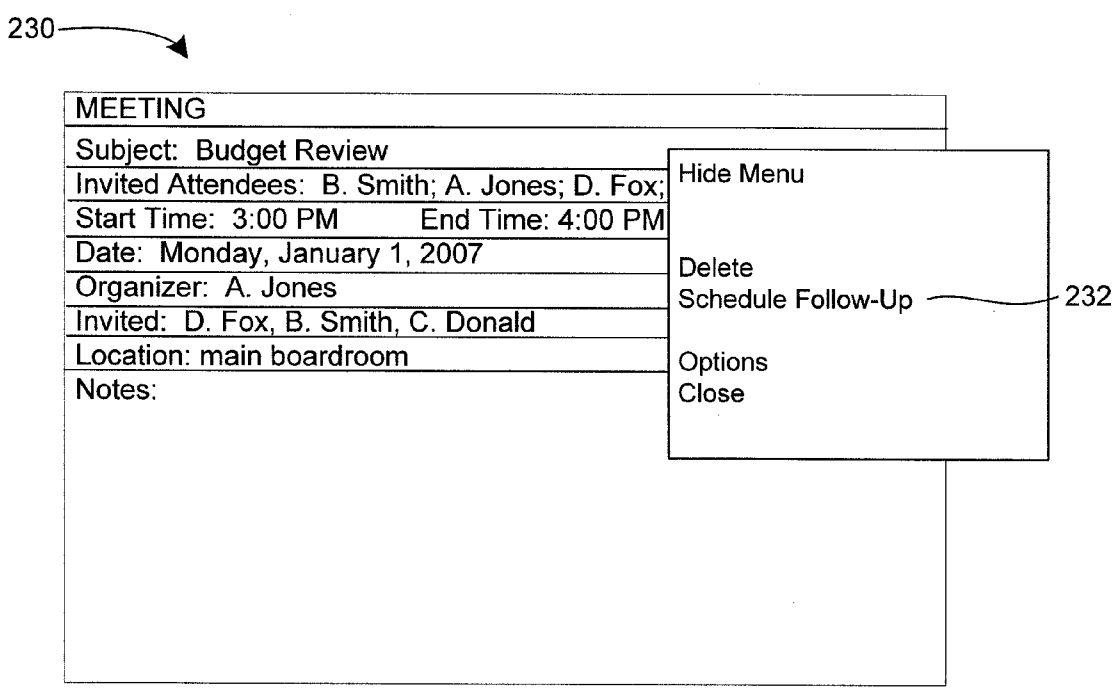 230
MEETING
Subject: Budget Review
Invited Attendees: B. Smith; A. Jones; D. Fox;
Start Time: 3:00 PM End Time: 4:00 PM
Date: Monday, January 1, 2007
Organizer: A. Jones
Invited: D. Fox, B. Smith, C. Donald
Location: main boardroom
Notes:
Hide Menu
Delete
Schedule Follow-Up
232
Options
Close